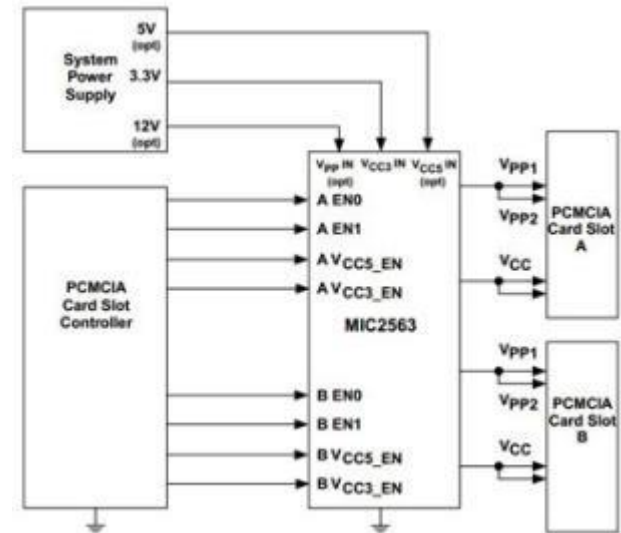 5V
(opt)
System
Power
Supply
3.3V
12V
(opt)
VPP IN
(opt)
VCC3 IN
VCC5 IN
(opt)
PCMCIA
Card Slot
Controller
A EN0
A EN1
A VCC5_EN
A VCC3_EN
MIC2563
B EN0
B EN1
B VCC5_EN
B VCC3_EN
VPP1
VPP2
VCC
PCMCIA
Card Slot
A
VPP1
VPP2
VCC
PCMCIA
Card Slot
B